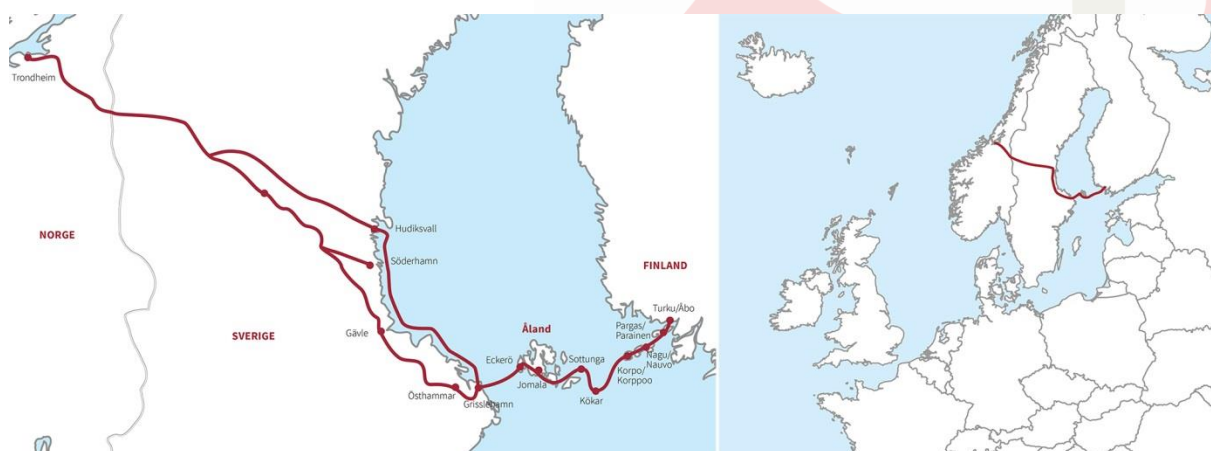 Trondheim
NORGE
Hudiksvall
Söderhamn
SVERIGE
Gävle
Östhammar
Grisslehamn
Eckerö
Åland
Jomala
Sottunga
Kökar
FINLAND
Turku/Åbo
Pargas/
Parainen
Nagu/
Nauvo
Korpo/
Korppoo